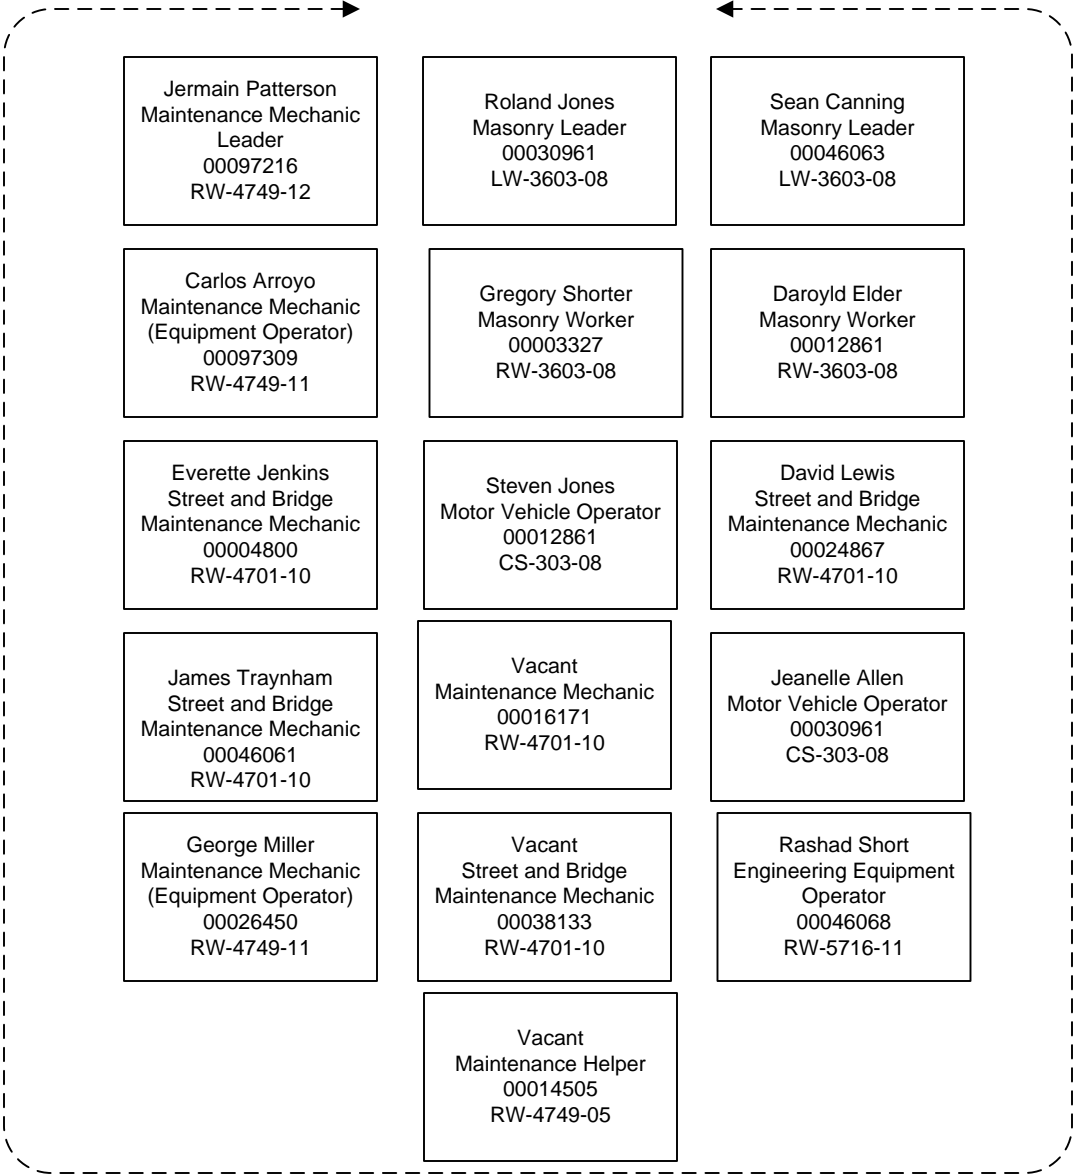 Jermain Patterson
Maintenance Mechanic
Leader
00097216
RW-4749-12
Roland Jones
Masonry Leader
00030961
LW-3603-08
Sean Canning
Masonry Leader
00046063
LW-3603-08
Carlos Arroyo
Maintenance Mechanic
(Equipment Operator)
00097309
RW-4749-11
Gregory Shorter
Masonry Worker
00003327
RW-3603-08
Daroyld Elder
Masonry Worker
00012861
RW-3603-08
Everette Jenkins
Street and Bridge
Maintenance Mechanic
00004800
RW-4701-10
Steven Jones
Motor Vehicle Operator
00012861
CS-303-08
David Lewis
Street and Bridge
Maintenance Mechanic
00024867
RW-4701-10
James Traynham
Street and Bridge
Maintenance Mechanic
00046061
RW-4701-10
Vacant
Maintenance Mechanic
00016171
RW-4701-10
Jeanelle Allen
Motor Vehicle Operator
00030961
CS-303-08
George Miller
Maintenance Mechanic
(Equipment Operator)
00026450
RW-4749-11
Vacant
Street and Bridge
Maintenance Mechanic
00038133
RW-4701-10
Rashad Short
Engineering Equipment
Operator
00046068
RW-5716-11
Vacant
Maintenance Helper
00014505
RW-4749-05